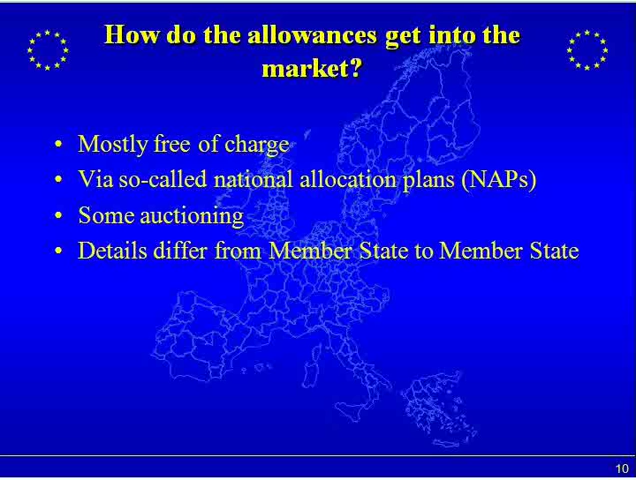 How do the allowances get into the
market?
• Mostly free of charge
• Via so-called national allocation plans (NAPs)
• Some auctioning
• Details differ from Member State to Member State
10